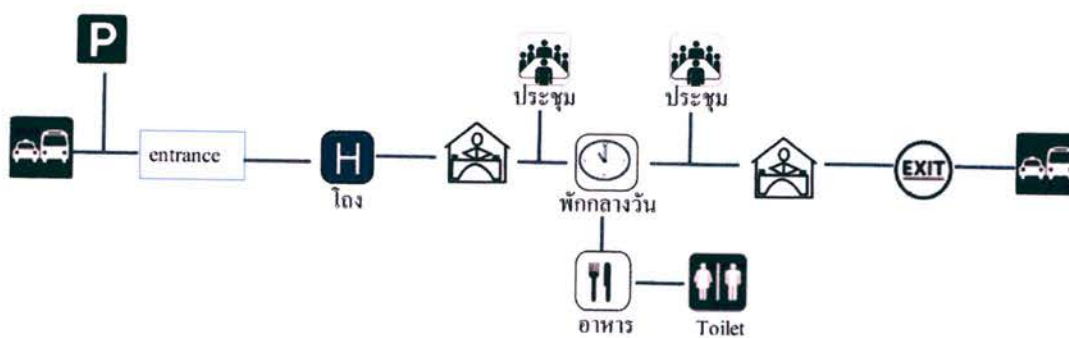 P
ประชุม
ประชุม
entrance
H
EXIT
โถง
พักกลางวัน
อาหาร
Toilet